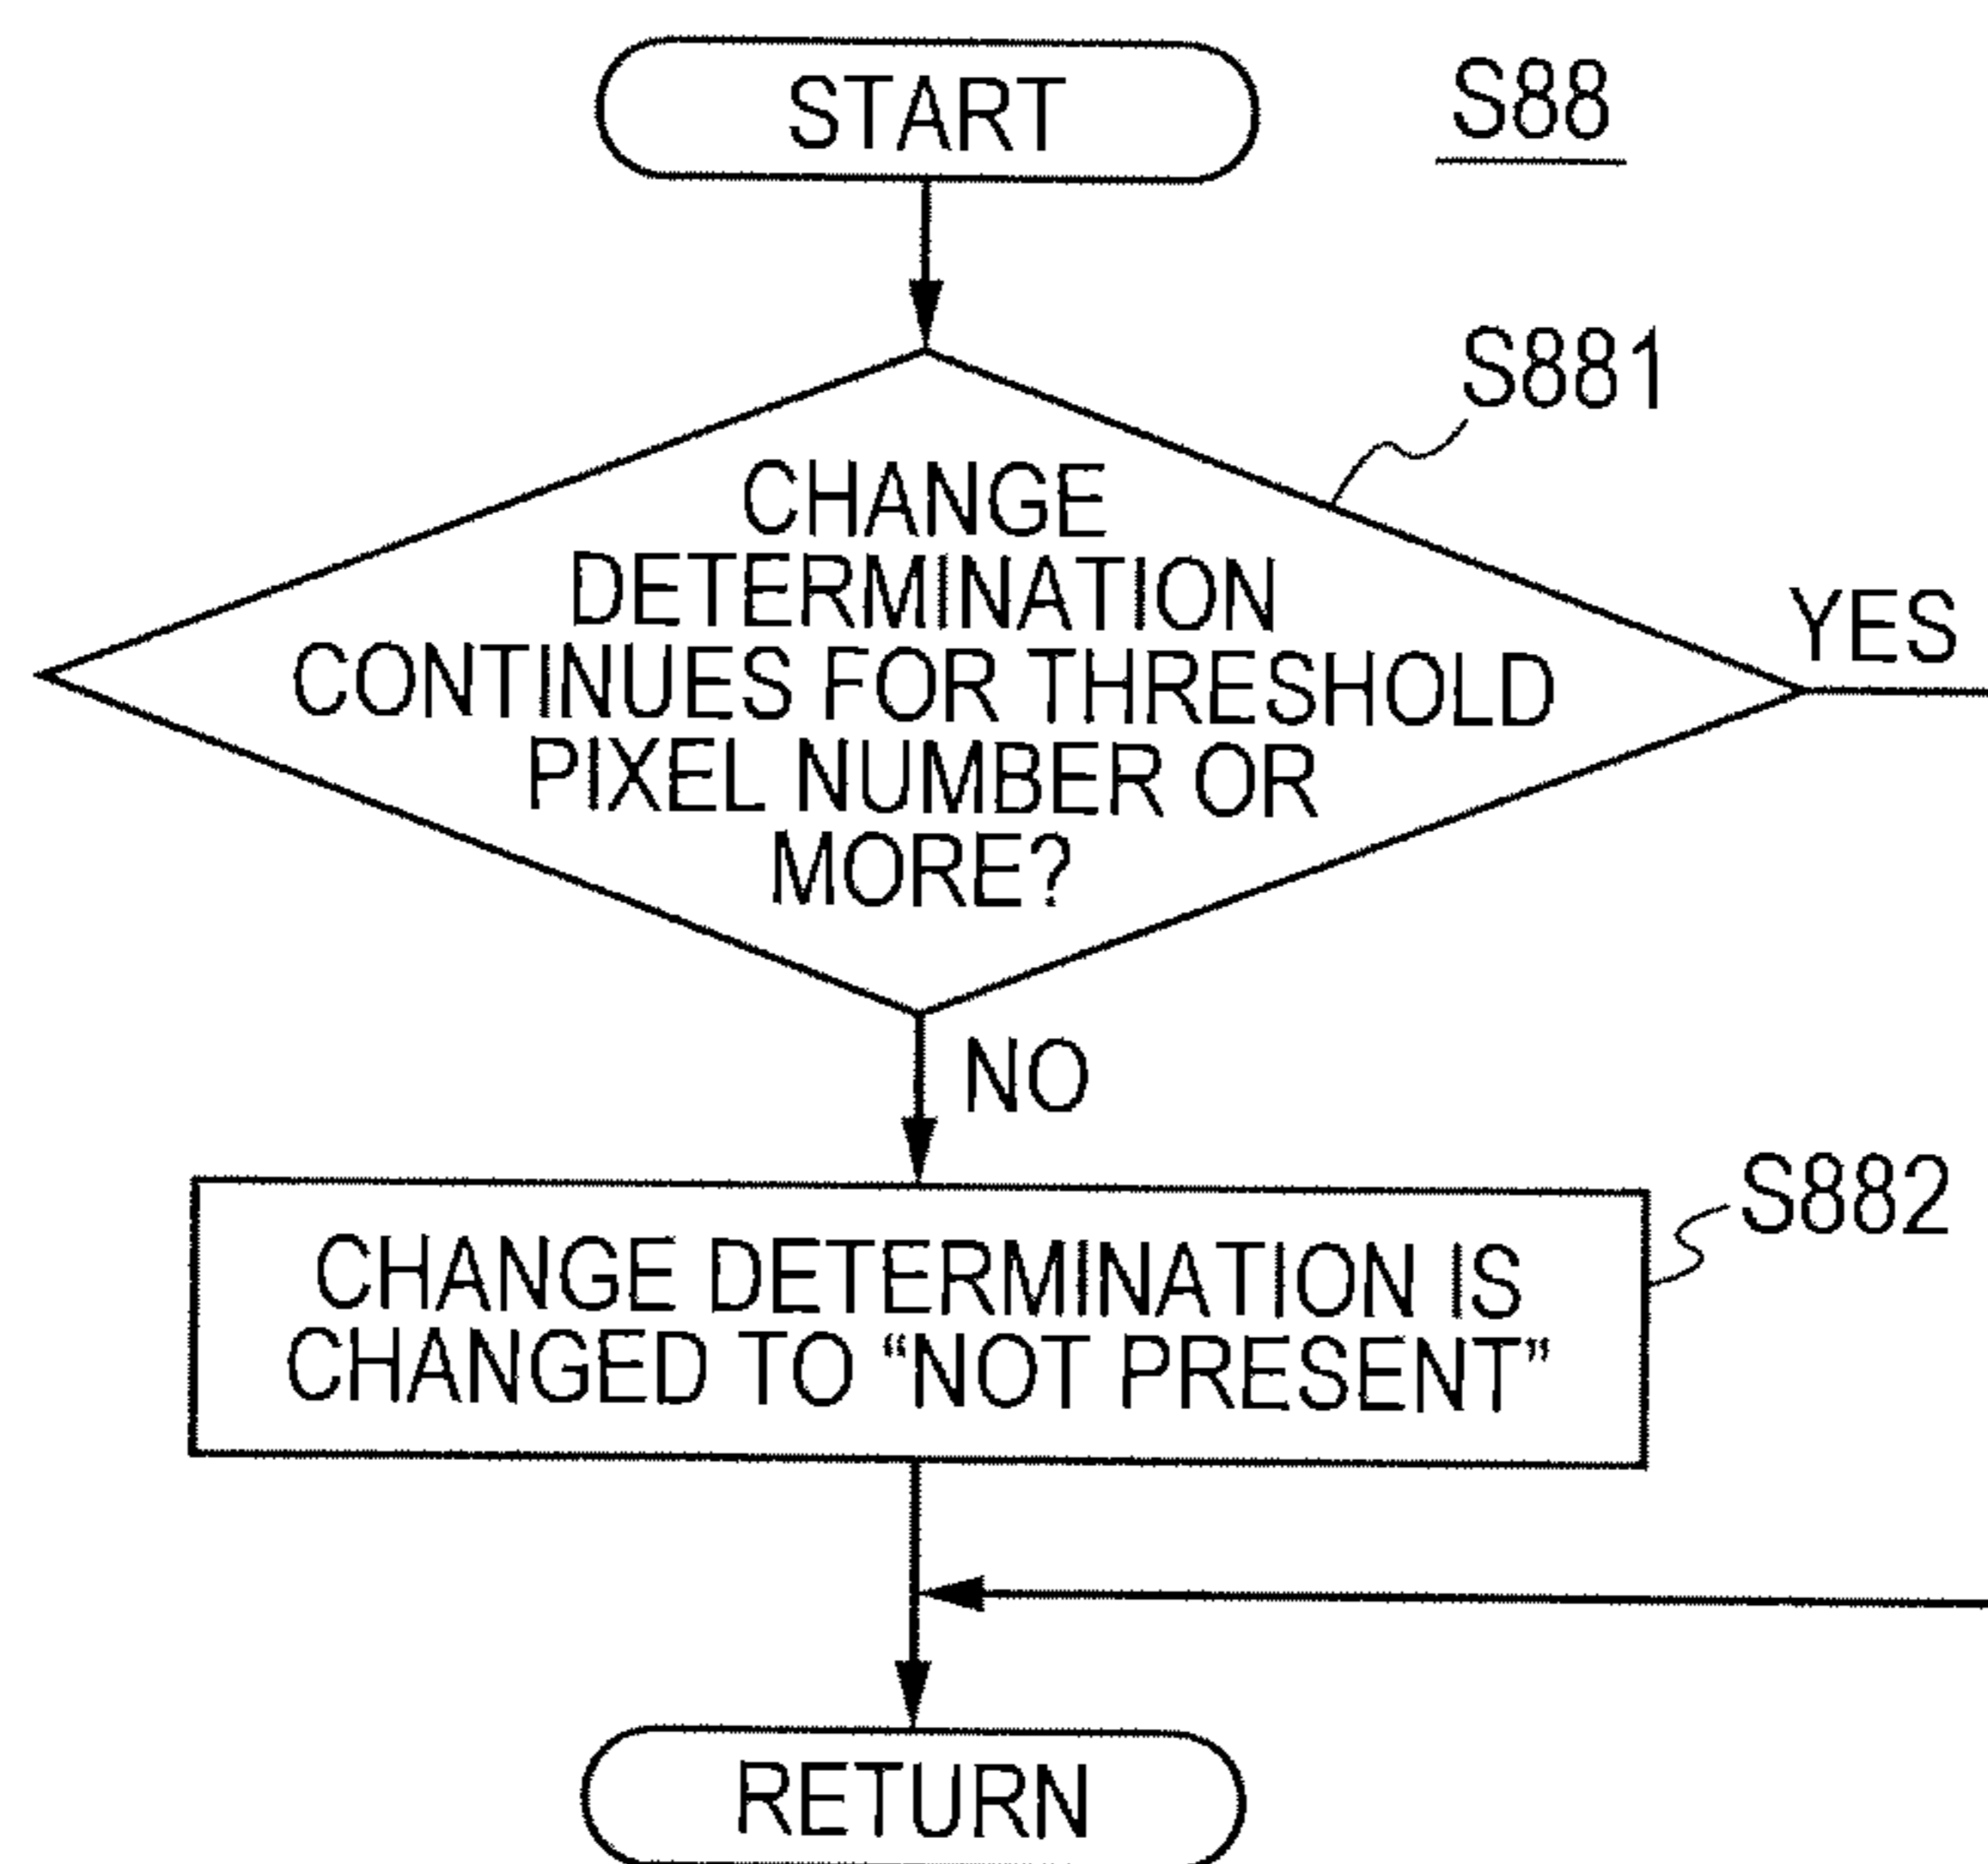 START
S88
S881
CHANGE
DETERMINATION
CONTINUES FOR THRESHOLD
PIXEL NUMBER OR
MORE?
YES
NO
S882
CHANGE DETERMINATION IS
CHANGED TO “NOT PRESENT”
RETURN